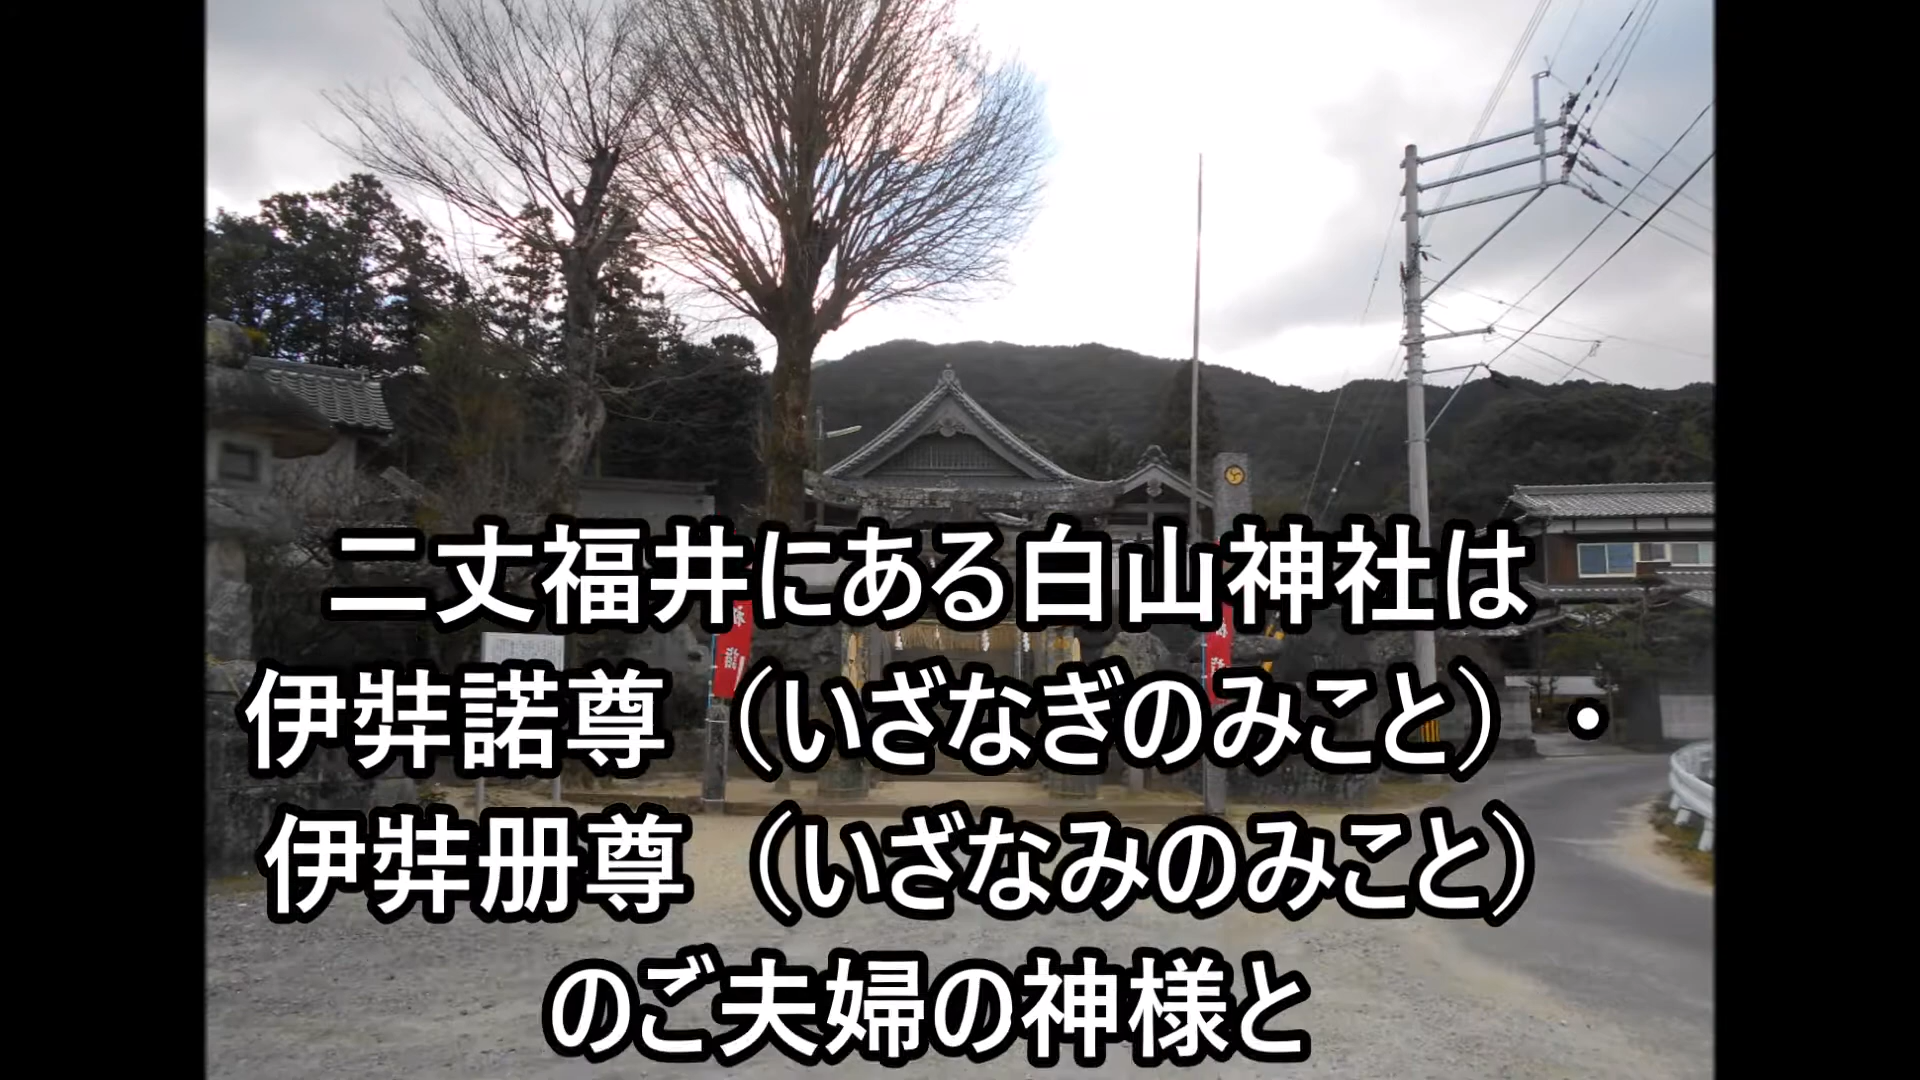 二丈福井にある白山神社は
伊弉諾尊（いざなぎのみこと）・
伊弉册尊（いざなみのみこと）
のご夫婦の神様と